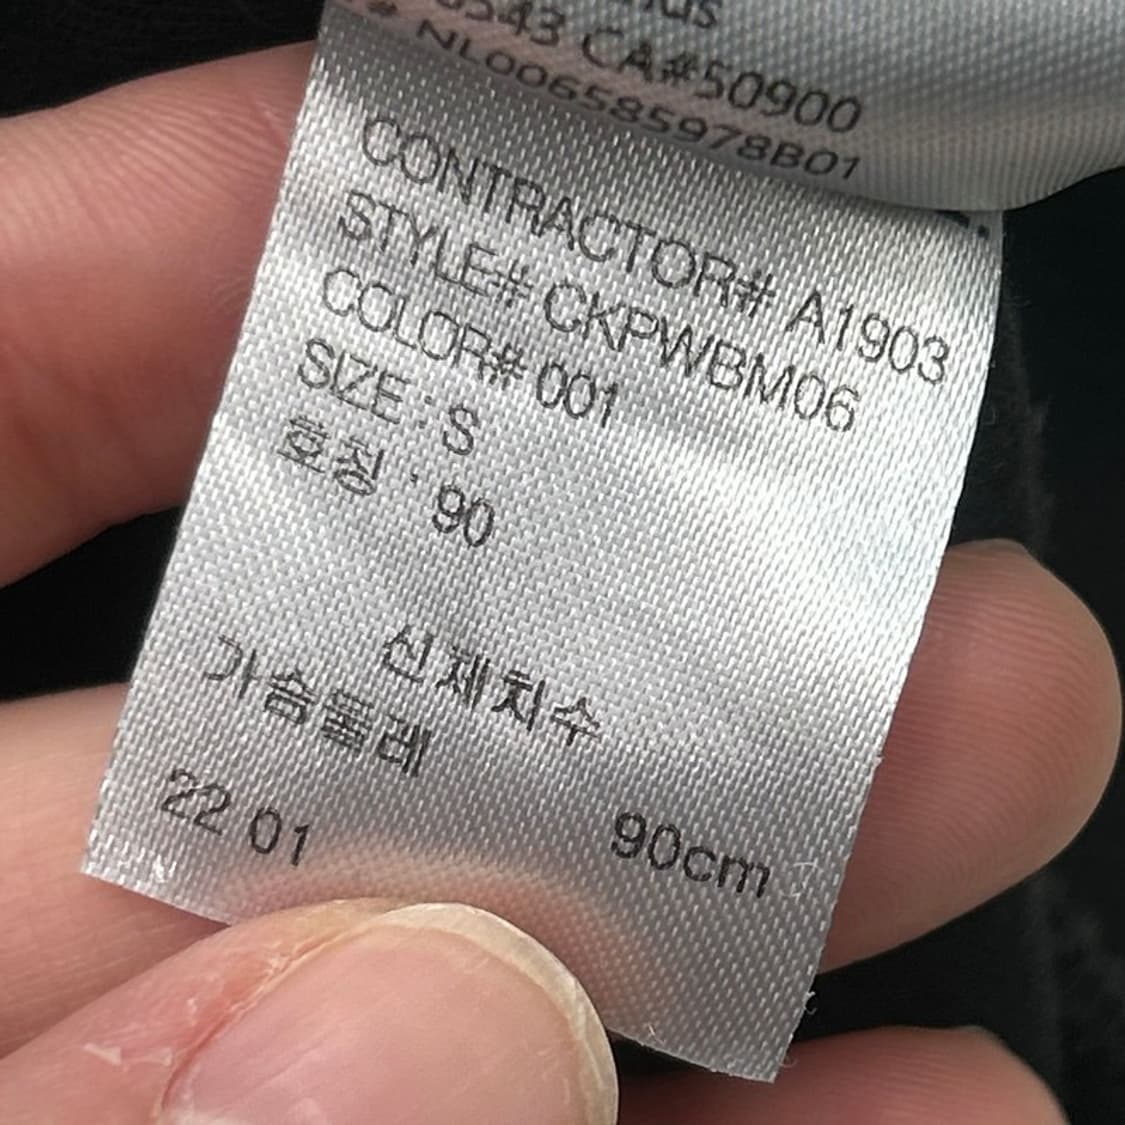 CA#50900
NL006585978B01
CONTRACTOR# A1903
STYLE# CKPWBM06
COLOR# 001
SIZE : S
호칭 : 90
신체치수
가슴둘레
90cm
22 01